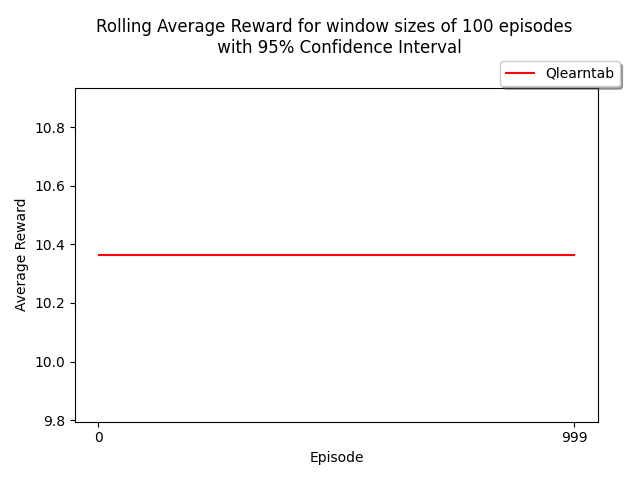 Rolling Average Reward for window sizes of 100 episodes
with 95% Confidence Interval
Qlearntab
10.8
10.6
10.4
10.2
10.0
9.8
Average Reward
0
999
Episode